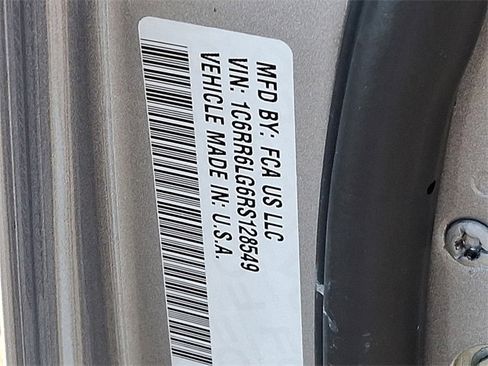 MFD BY: FCA US LLC
VIN: 1C6RR6LG6RS128549
VEHICLE MADE IN: U.S.A.